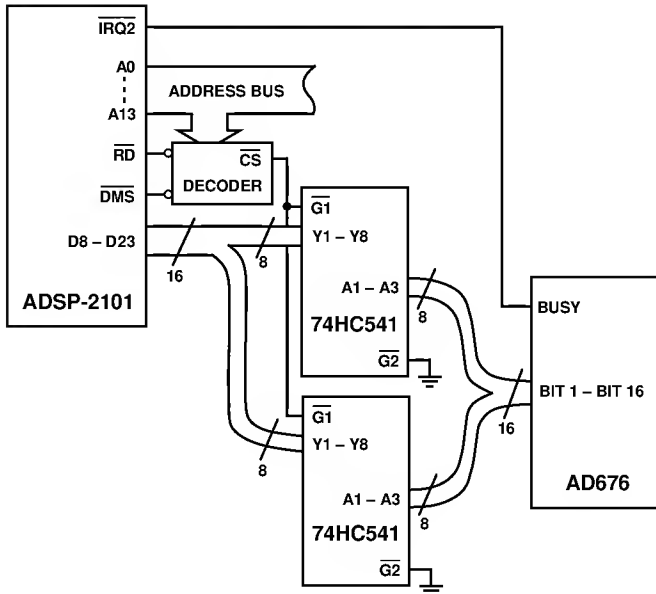 IRQ2
A0
ADDRESS BUS
A13
RD
CS
DECODER
DMS
G1
D8 – D23
Y1 – Y8
16
8
ADSP-2101
A1 – A3
8
74HC541
BUSY
G2
BIT 1 – BIT 16
G1
16
Y1 – Y8
8
A1 – A3
8
AD676
74HC541
G2